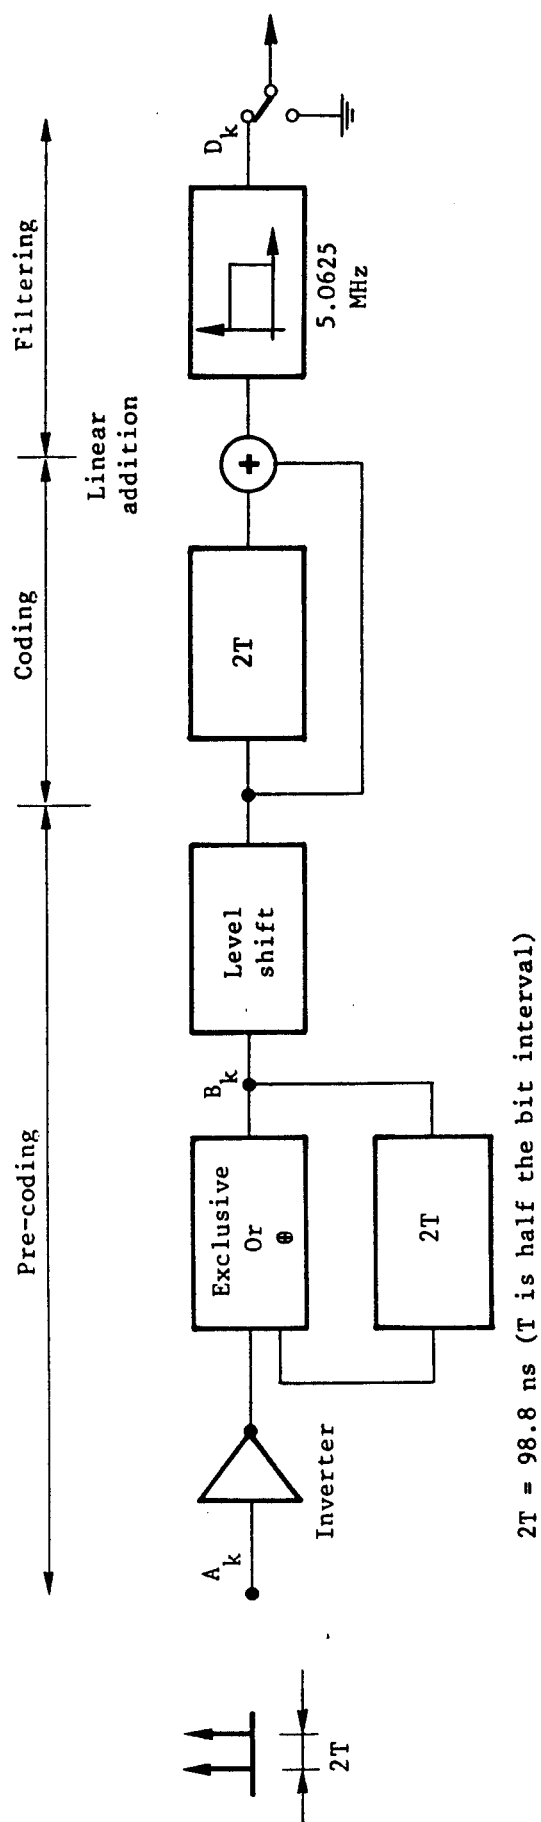 Pre-coding
Coding
Filtering
Linear
addition
A
k
Inverter
Exclusive
Or
⊕
B
k
2T
Level
shift
2T
+
5.0625
MHz
D
k
2T
2T = 98.8 ns (T is half the bit interval)